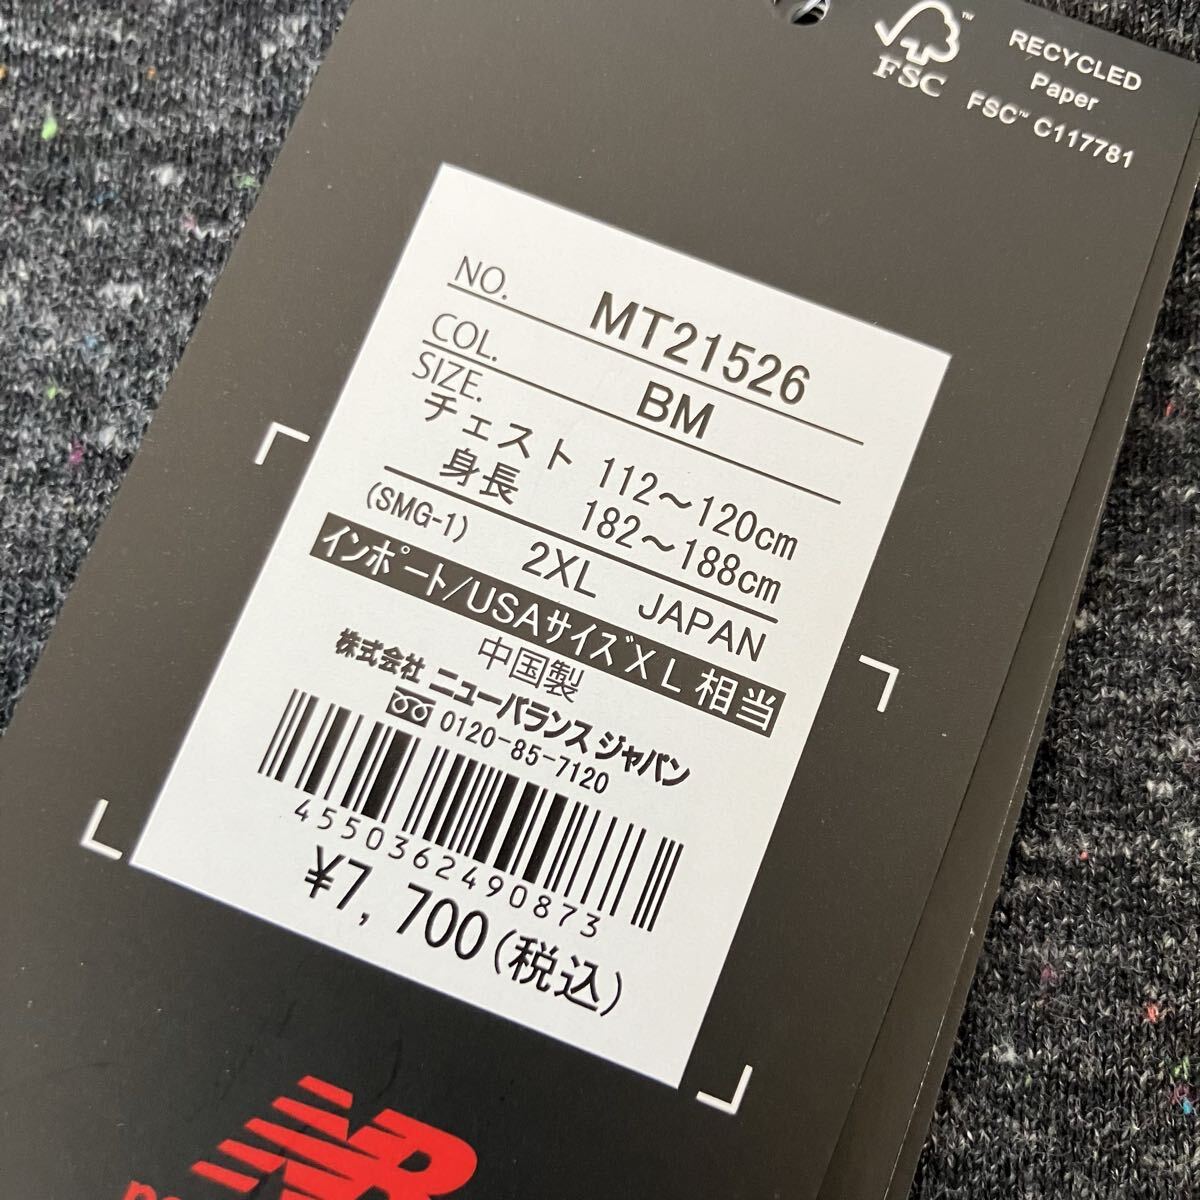 FSC™
RECYCLED
Paper
FSC™ C117781
NO. MT21526
COL. BM
SIZE.
チェスト 112～120cm
身長 182～188cm
(SMG-1) 2XL JAPAN
インポート/USAサイズXL相当
中国製
株式会社 ニューバランス ジャパン
0120-85-7120
4550362490873
¥7,700(税込)